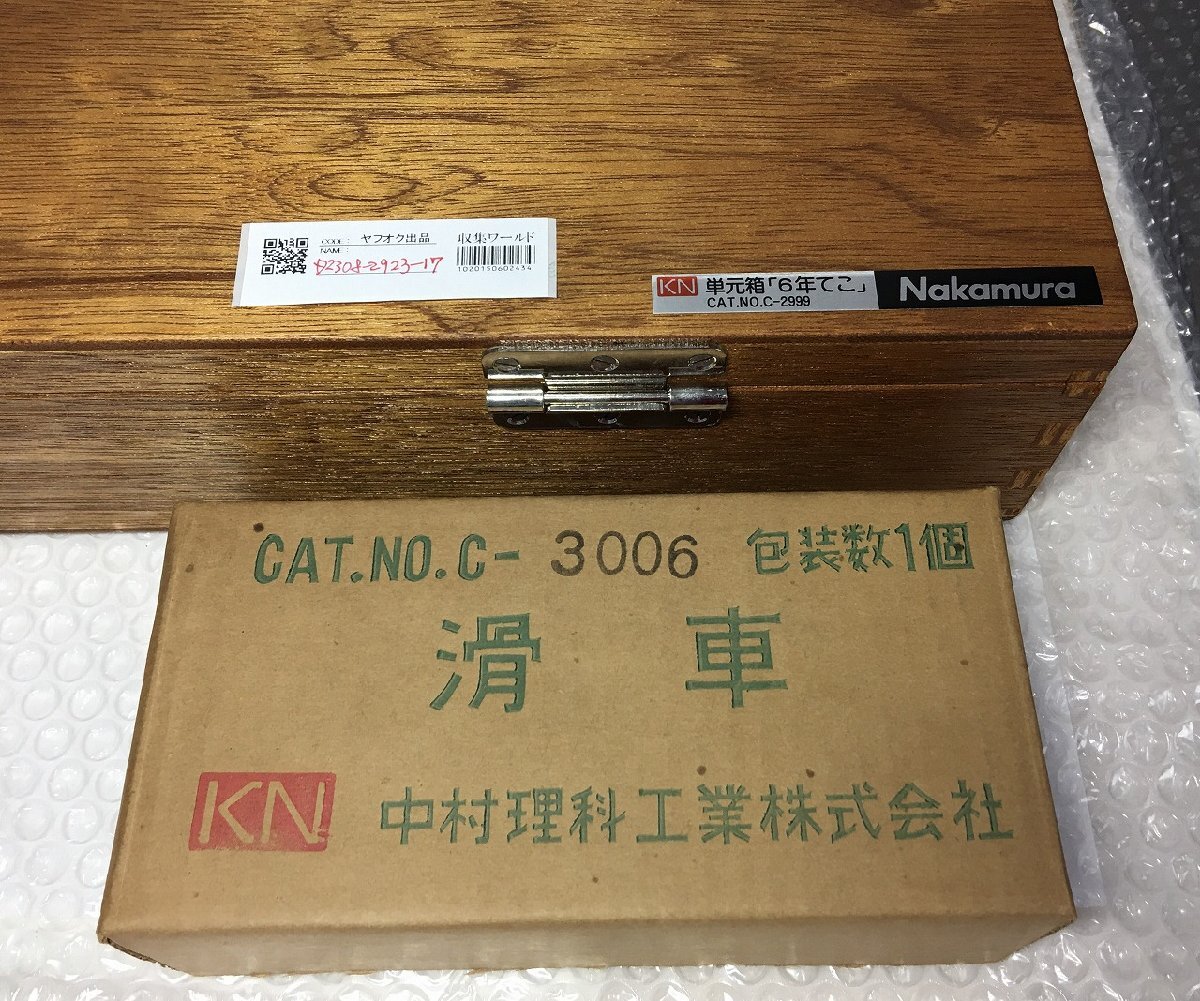 CODE: ヤフオク出品
NAME:
収集ワールド
1020150602434
KN 単元箱「6年てこ」 Nakamura
CAT.NO.C-2999
CAT.NO.C- 3006 包装数1個
滑車
KN 中村理科工業株式会社